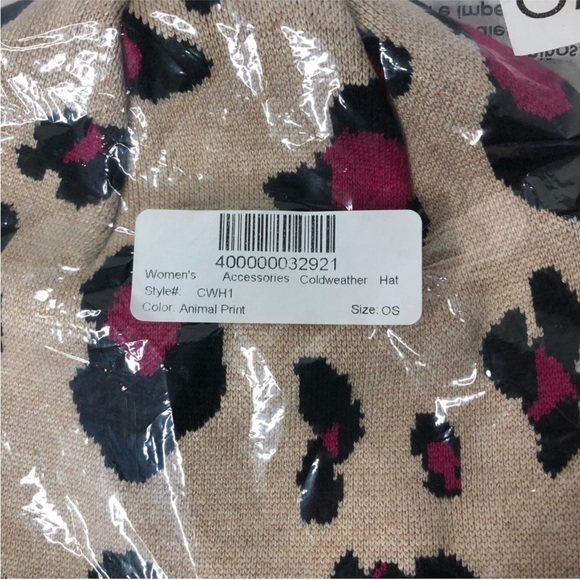 400000032921
Women's Accessories Coldweather Hat
Style#: CWH1
Color: Animal Print Size: OS